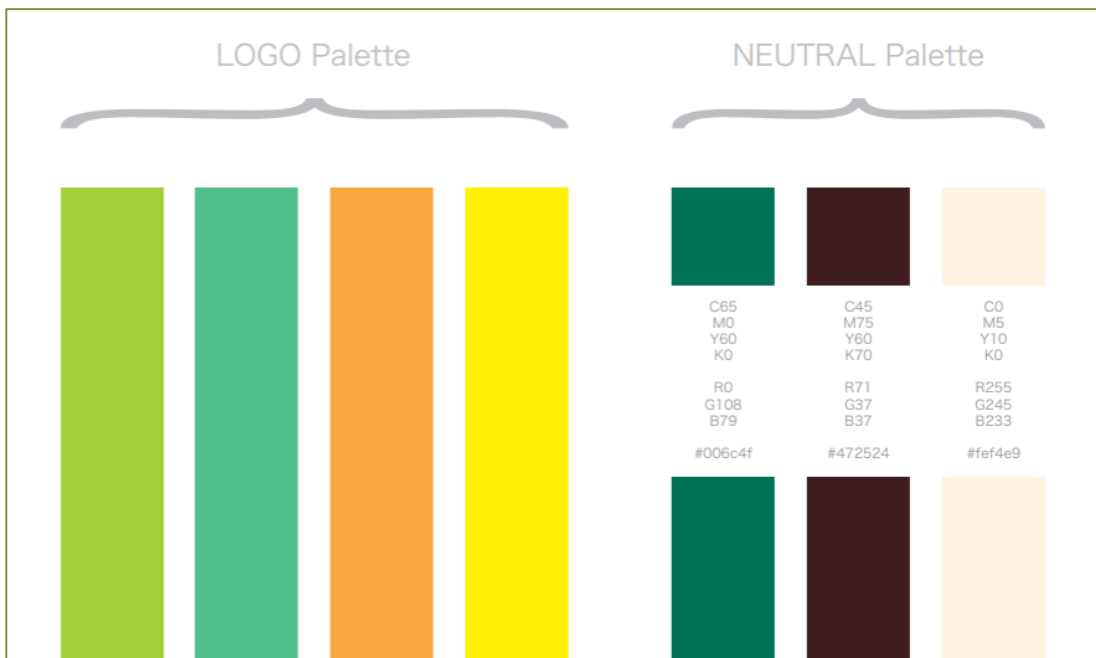 LOGO Palette
NEUTRAL Palette
C65
M0
Y60
K0
R0
G108
B79
#006c4f
C45
M75
Y60
K70
R71
G37
B37
#472524
C0
M5
Y10
K0
R255
G245
B233
#fef4e9